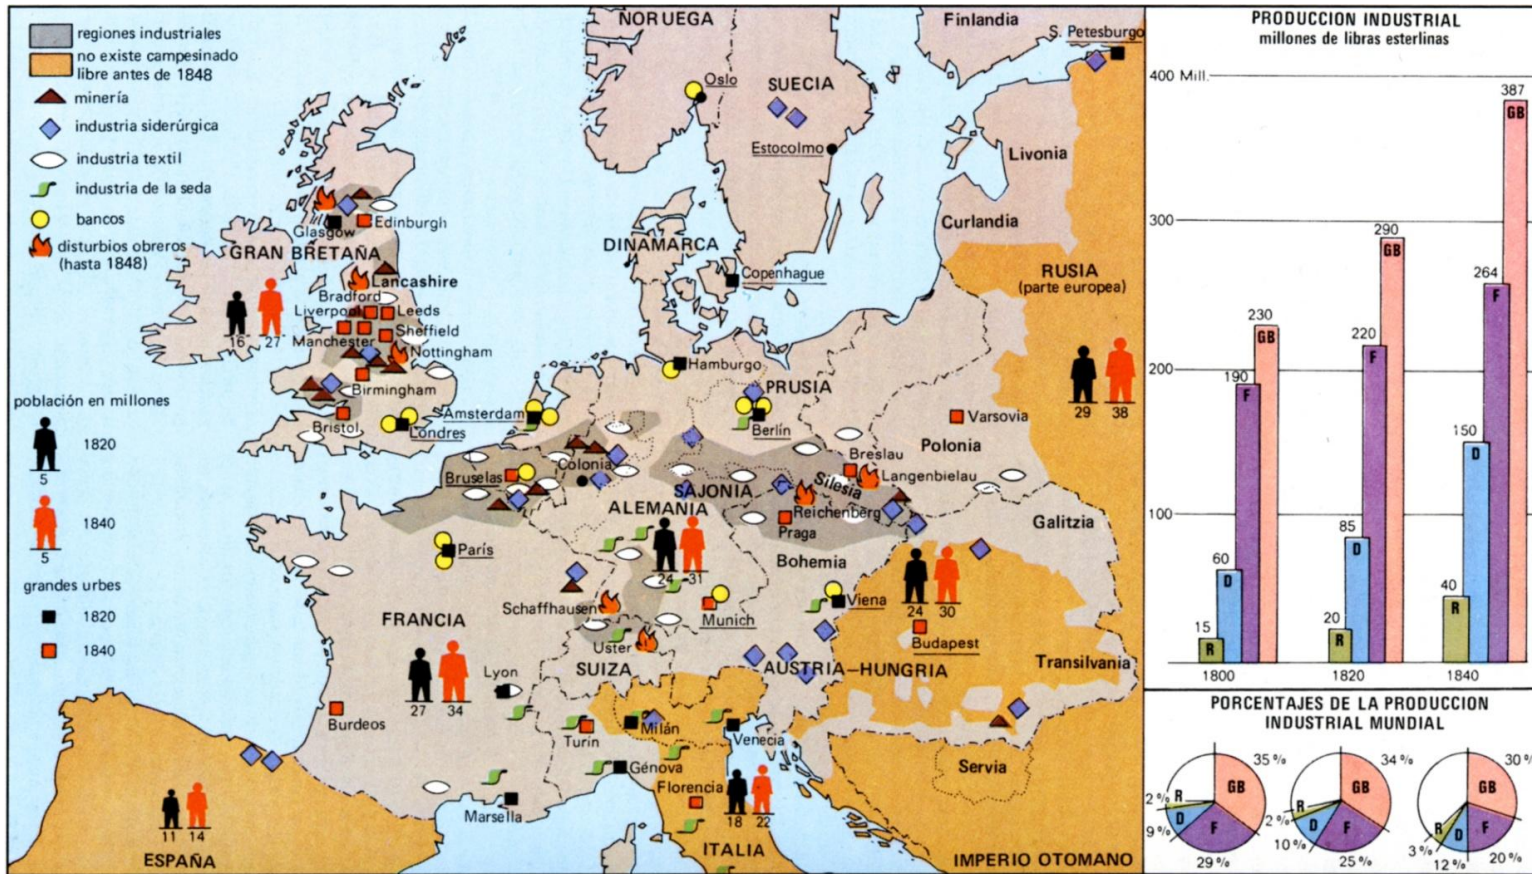 regiones industriales
no existe campesinado
libre antes de 1848
minería
industria siderúrgica
industria textil
industria de la seda
bancos
disturbios obreros
(hasta 1848)
población en millones
1820
5
1840
5
grandes urbes
1820
1840
NORUEGA
Finlandia
S. Petesburgo
Oslo
SUECIA
Estocolmo
Livonia
Curlandia
Glasgow
Edinburgh
GRAN BRETAÑA
DINAMARCA
Copenhague
RUSIA
(parte europea)
Lancashire
Bradford
Liverpool
Leeds
Sheffield
Manchester
Nottingham
16
27
Birmingham
Bristol
Londres
Hamburgo
PRUSIA
29
38
Amsterdam
Berlín
Varsovia
Polonia
Breslau
Langenbielau
Colonia
Bruselas
SAJONIA
Silesia
ALEMANIA
Reichenberg
Praga
Galitzia
París
Bohemia
24
31
24
30
Schaffhausen
Munich
Viena
FRANCIA
Budapest
Uster
SUIZA
AUSTRIA–HUNGRIA
Transilvania
Lyon
27
34
Burdeos
Turín
Milán
Venecia
Génova
Servia
Florencia
Marsella
18
22
11
14
ESPAÑA
ITALIA
IMPERIO OTOMANO
PRODUCCION INDUSTRIAL
millones de libras esterlinas
400 Mill.
300
200
100
15
R
60
D
190
F
230
GB
1800
20
R
85
D
220
F
290
GB
1820
40
R
150
D
264
F
387
GB
1840
PORCENTAJES DE LA PRODUCCION
INDUSTRIAL MUNDIAL
35 %
GB
R
2 %
D
9 %
F
29 %
34 %
GB
R
2 %
D
10 %
F
25 %
30 %
GB
R
3 %
D
12 %
F
20 %